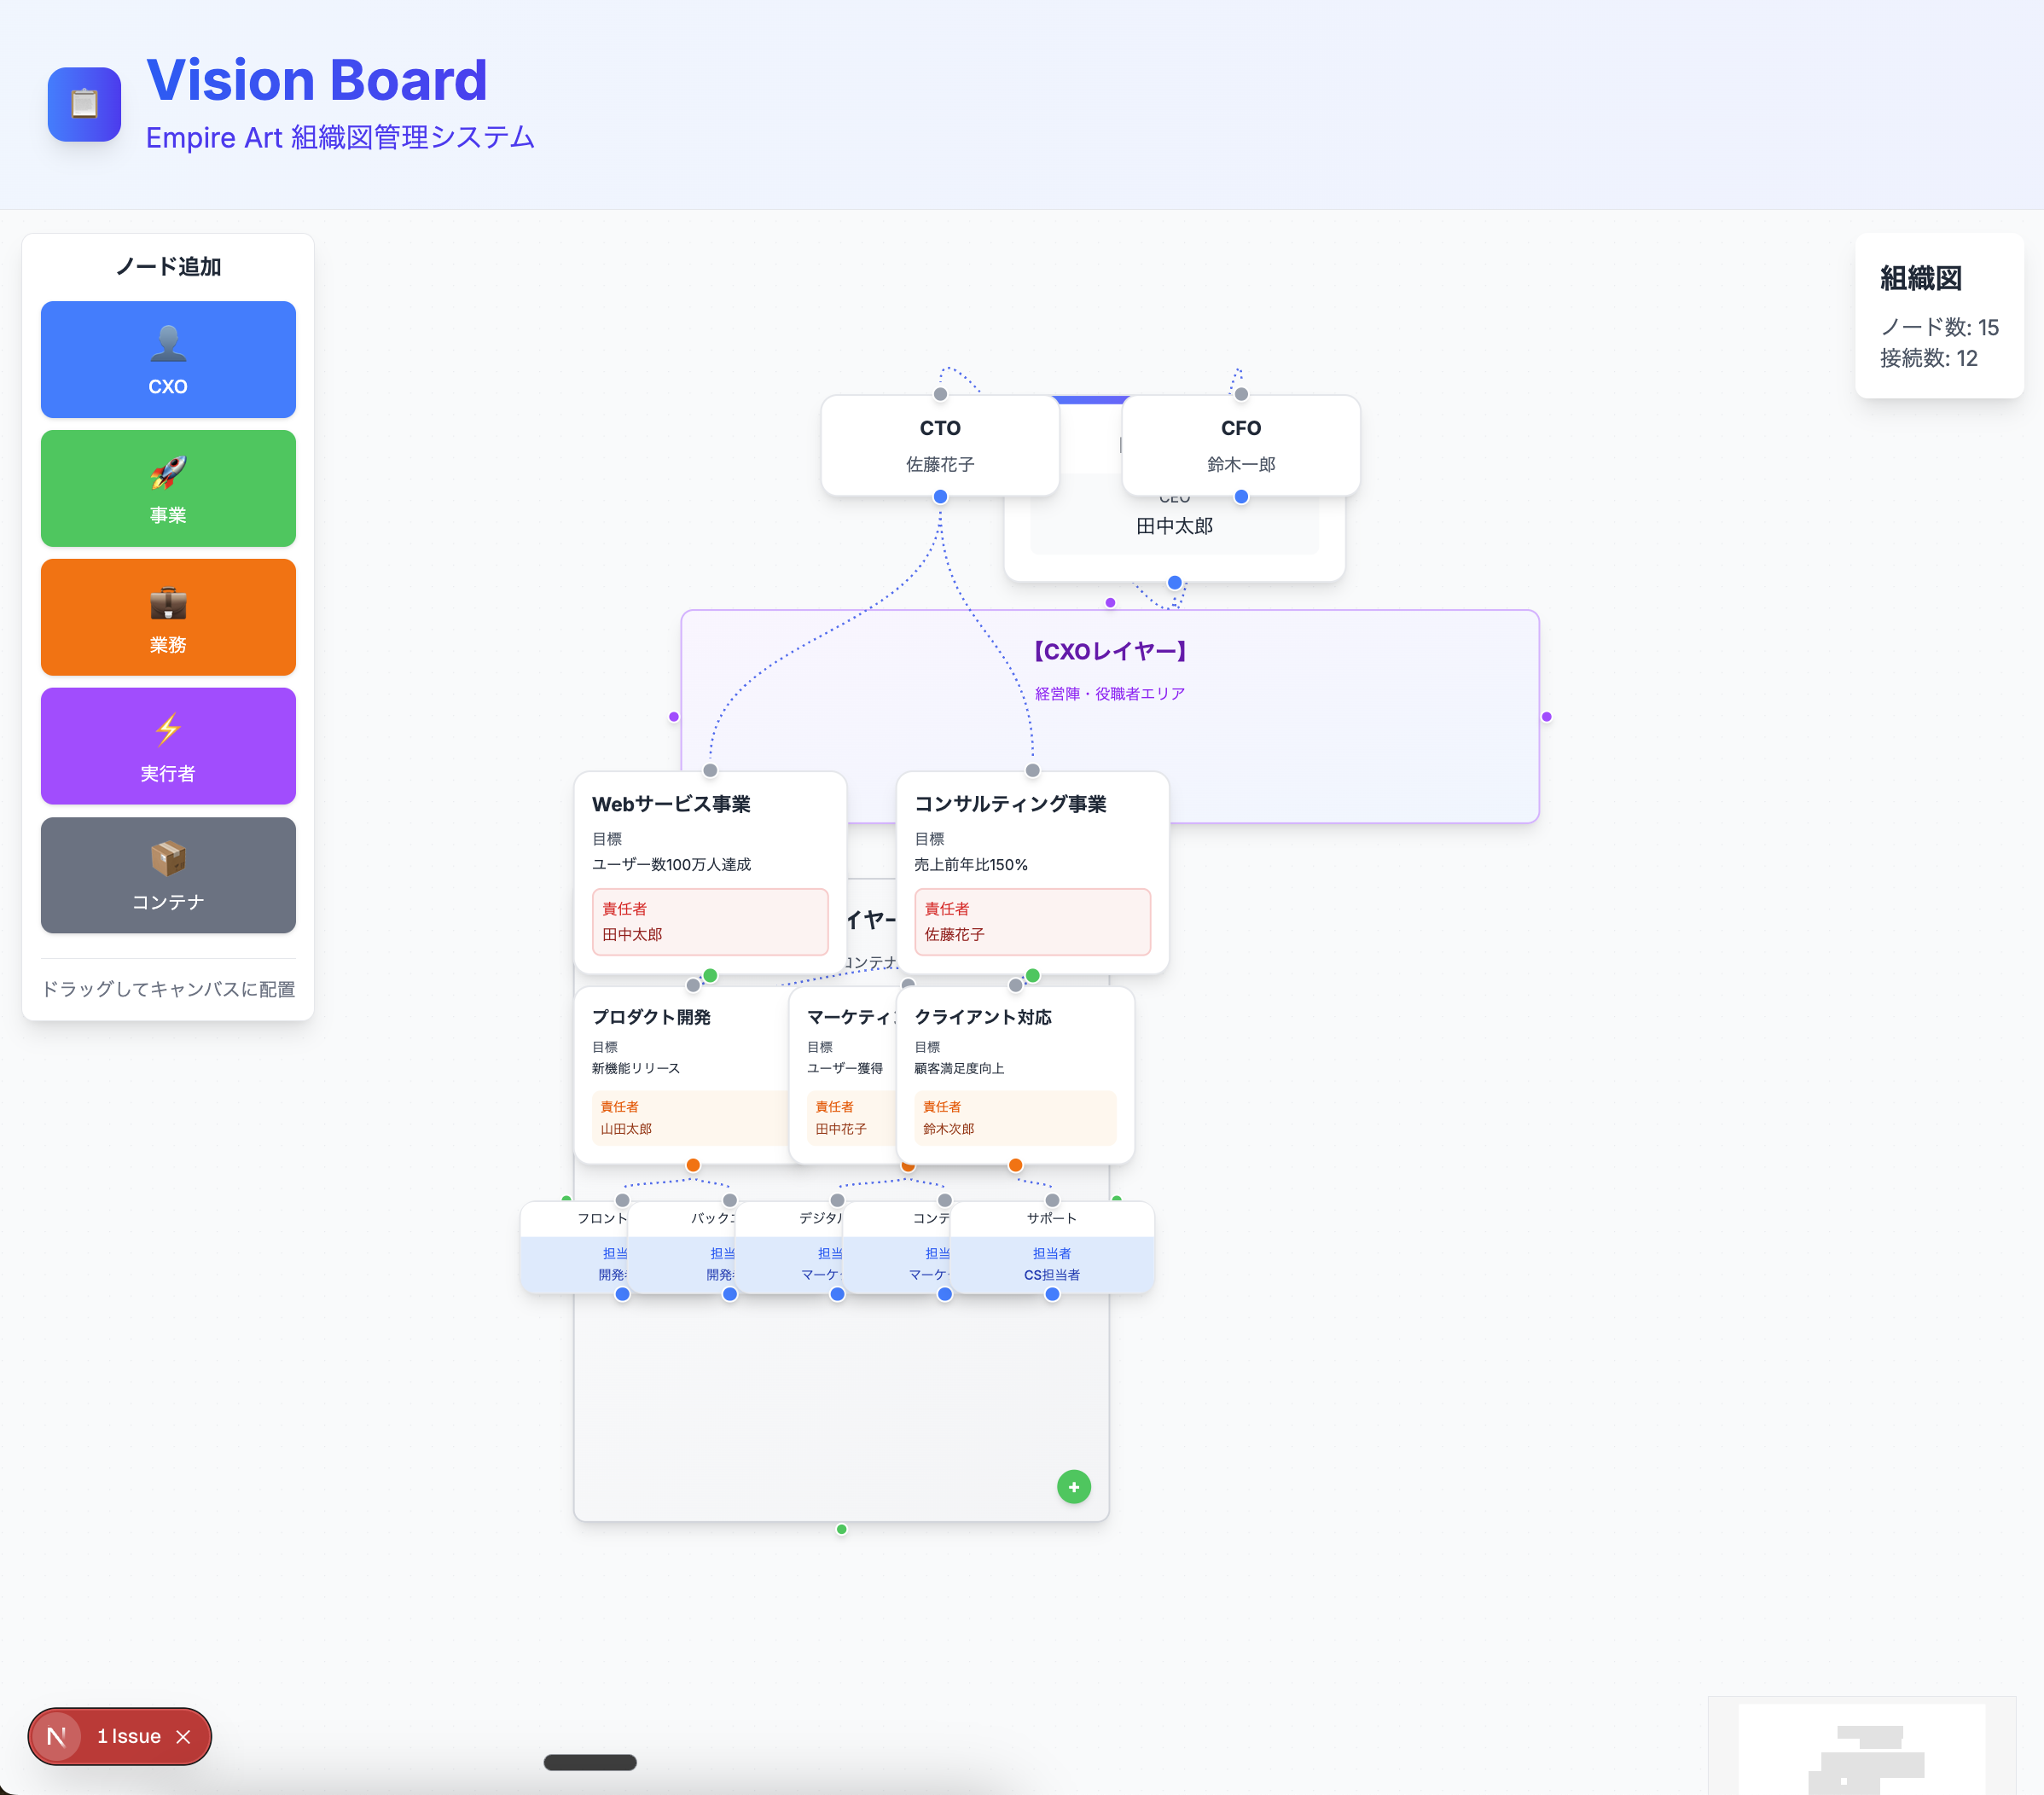 Vision Board
Empire Art 組織図管理システム
ノード追加
CXO
事業
業務
実行者
コンテナ
ドラッグしてキャンバスに配置
組織図
ノード数: 15
接続数: 12
CTO
佐藤花子
CFO
鈴木一郎
CEO
田中太郎
【CXOレイヤー】
経営陣・役職者エリア
Webサービス事業
目標
ユーザー数100万人達成
責任者
田中太郎
コンサルティング事業
目標
売上前年比150%
責任者
佐藤花子
イヤー
コンテナ
プロダクト開発
目標
新機能リリース
責任者
山田太郎
マーケティ
目標
ユーザー獲得
責任者
田中花子
クライアント対応
目標
顧客満足度向上
責任者
鈴木次郎
フロント
担当
開発
バック
担当
開発
デジタル
担当
マーケ
コンテ
担当
マーケ
サポート
担当者
CS担当者
N 1 Issue